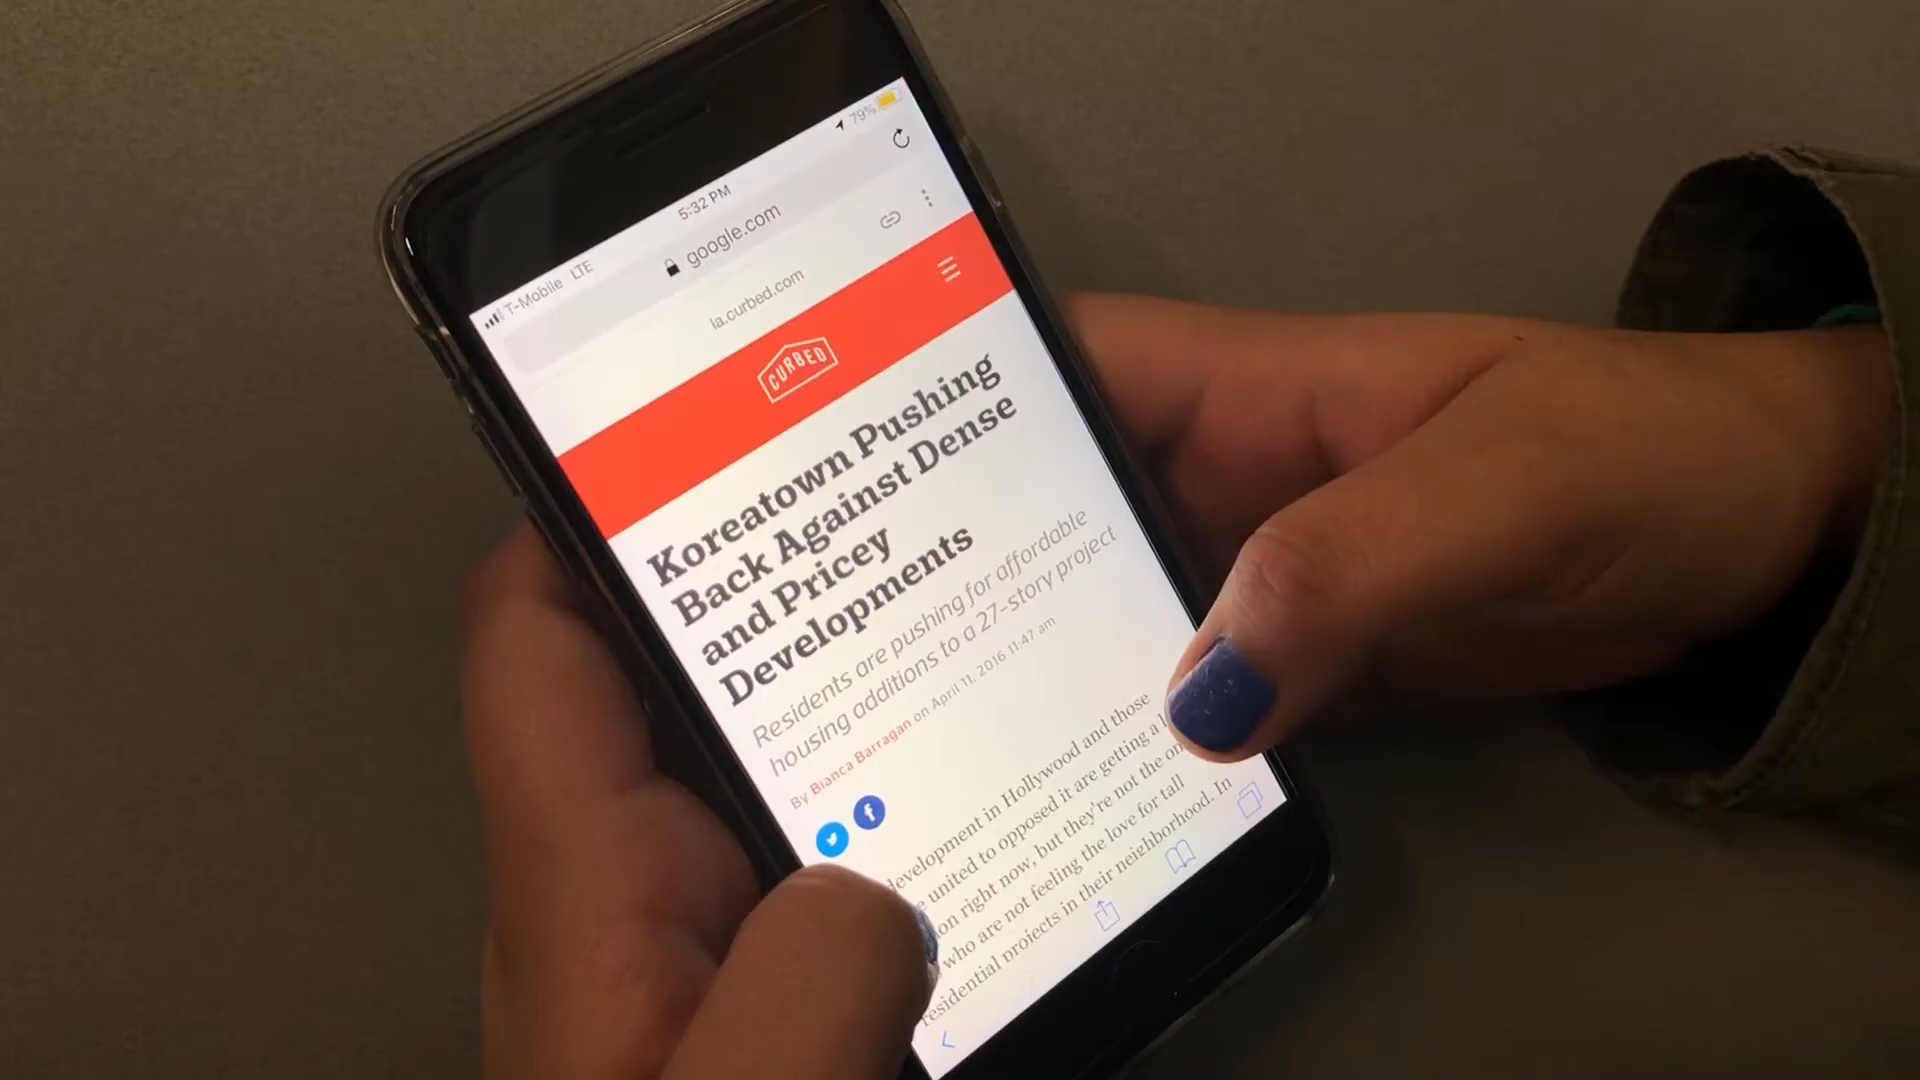 T-Mobile LTE
5:32 PM
79%
google.com
la.curbed.com
CURBED
Koreatown Pushing
Back Against Dense
and Pricey
Developments
Residents are pushing for affordable
housing additions to a 27-story project
By Bianca Barragan on April 11, 2016 11:47 am
development in Hollywood and those
united to opposed it are getting a
right now, but they're not the
who are not feeling the love for tall
residential projects in their neighborhood. In